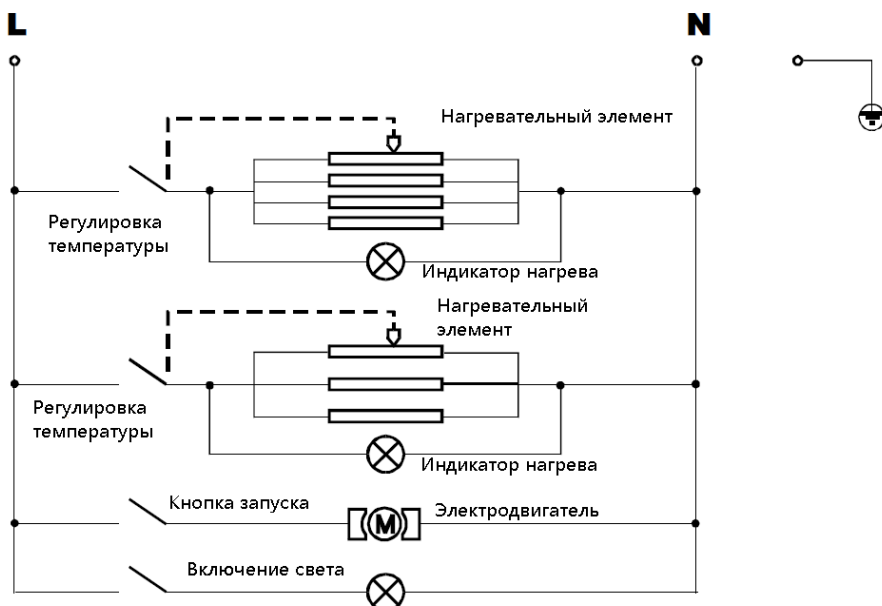 L
N
Нагревательный элемент
Регулировка
температуры
Индикатор нагрева
Нагревательный
элемент
Регулировка
температуры
Индикатор нагрева
Кнопка запуска
M
Электродвигатель
Включение света